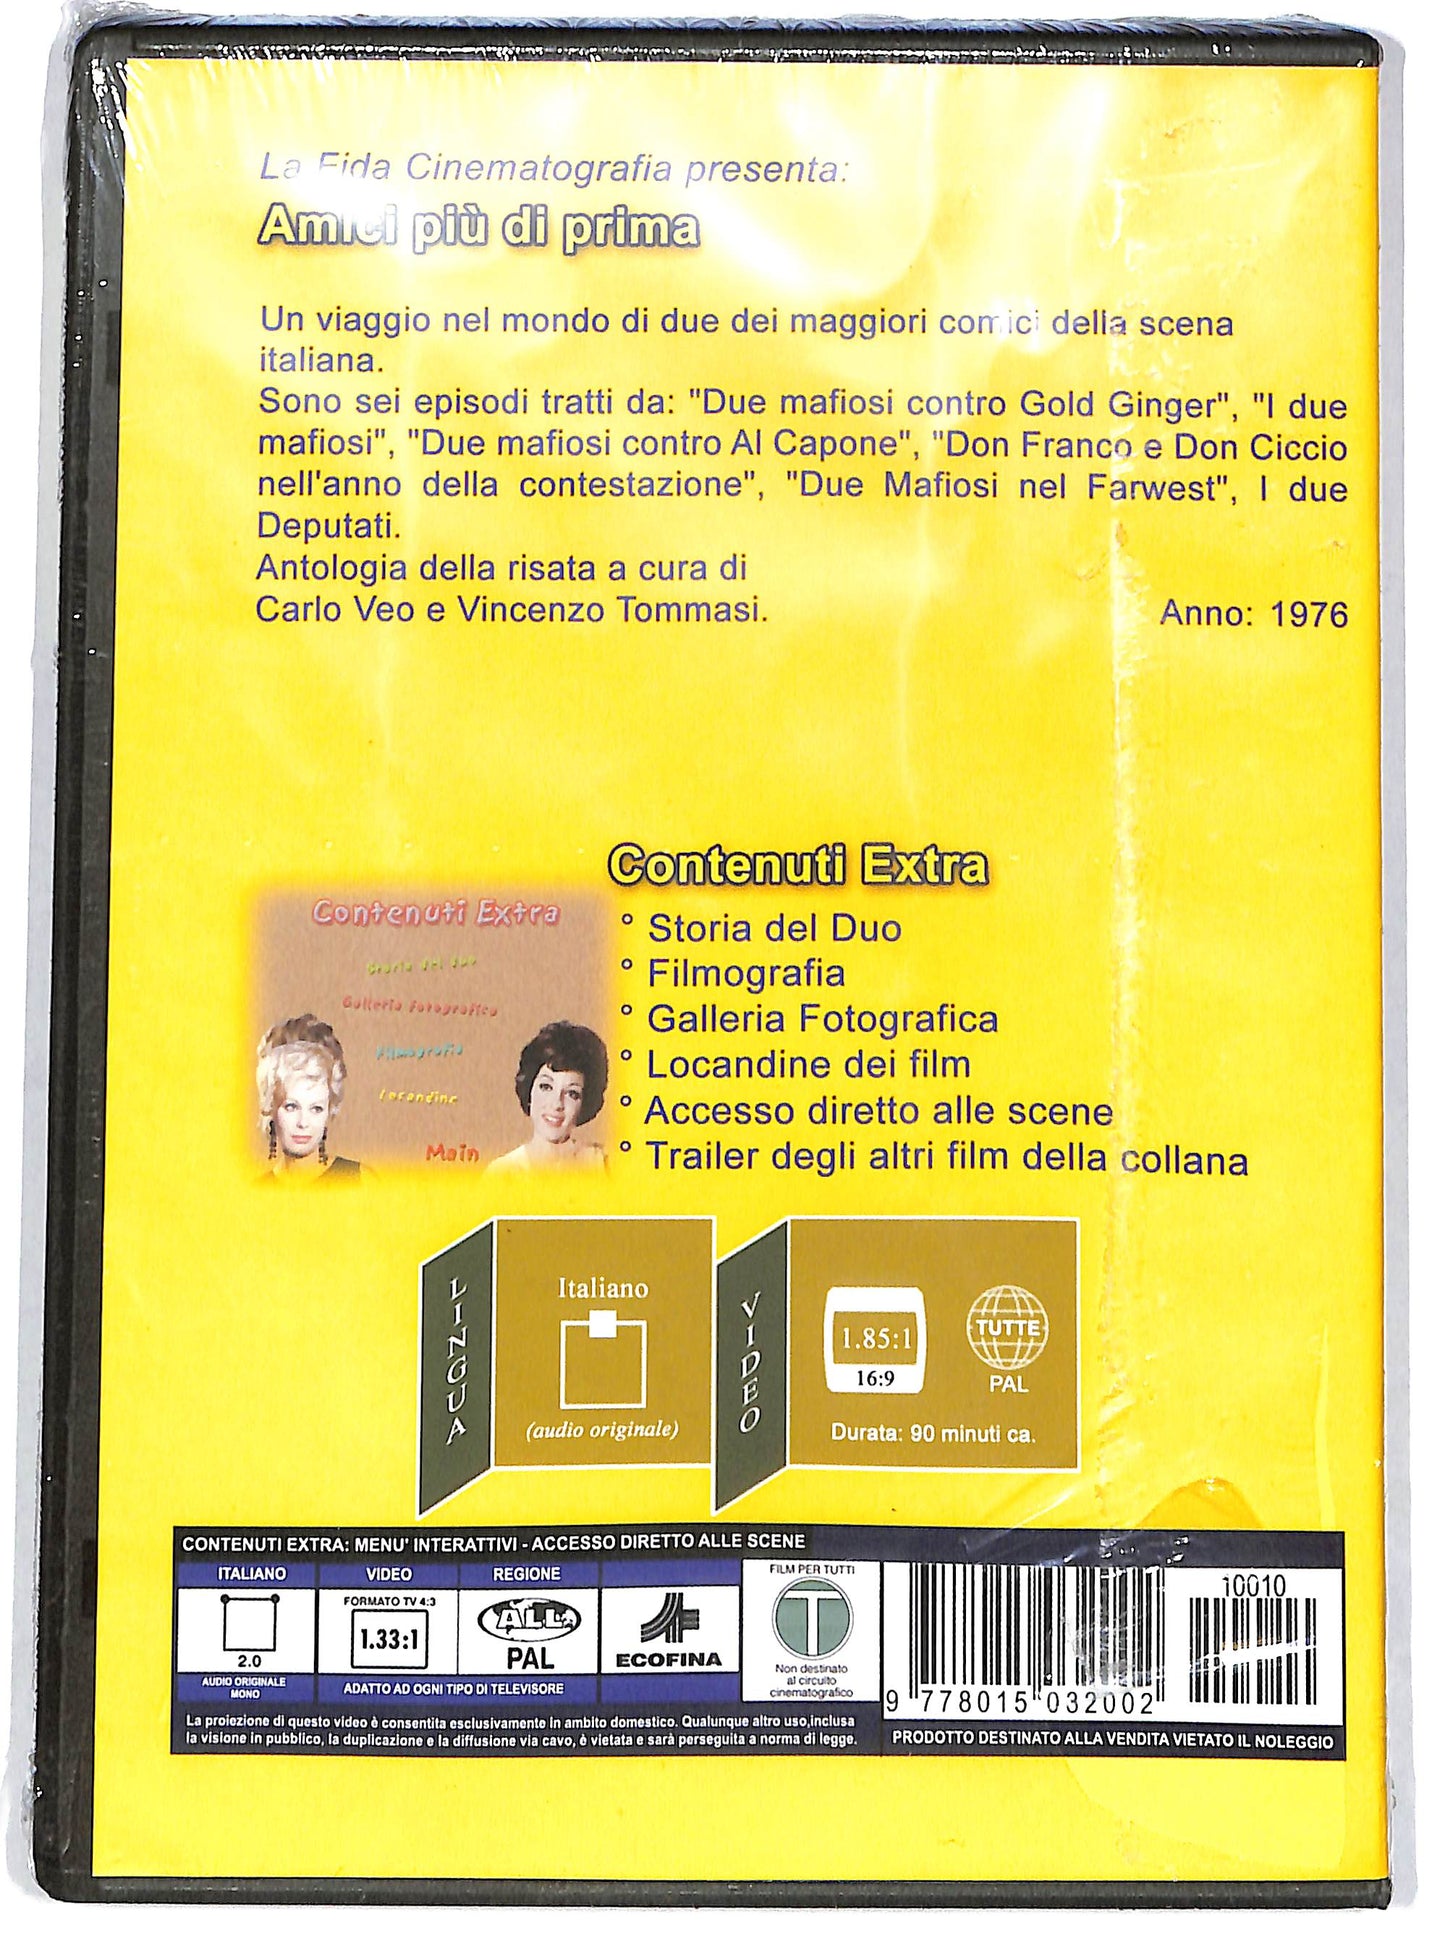 La Fida Cinematografia presenta:
Amici più di prima
Un viaggio nel mondo di due dei maggiori comici della scena
italiana.
Sono sei episodi tratti da: "Due mafiosi contro Gold Ginger", "I due
mafiosi", "Due mafiosi contro Al Capone", "Don Franco e Don Ciccio
nell'anno della contestazione", "Due Mafiosi nel Farwest", I due
Deputati.
Antologia della risata a cura di
Carlo Veo e Vincenzo Tommasi.
Anno: 1976
Contenuti Extra
° Storia del Duo
° Filmografia
° Galleria Fotografica
° Locandine dei film
° Accesso diretto alle scene
° Trailer degli altri film della collana
Contenuti Extra
Storia del duo
Galleria Fotografica
Filmografia
Locandine
Main
LINGUA
Italiano
(audio originale)
VIDEO
1.85:1
16:9
TUTTE
PAL
Durata: 90 minuti ca.
CONTENUTI EXTRA: MENU' INTERATTIVI - ACCESSO DIRETTO ALLE SCENE
ITALIANO
2.0
AUDIO ORIGINALE
MONO
VIDEO
FORMATO TV 4:3
1.33:1
REGIONE
ALL
PAL
ADATTO AD OGNI TIPO DI TELEVISORE
ECOFINA
FILM PER TUTTI
T
Non destinato
al circuito
cinematografico
10010
9 778015 032002
La proiezione di questo video è consentita esclusivamente in ambito domestico. Qualunque altro uso,inclusa
la visione in pubblico, la duplicazione e la diffusione via cavo, è vietata e sarà perseguita a norma di legge.
PRODOTTO DESTINATO ALLA VENDITA VIETATO IL NOLEGGIO